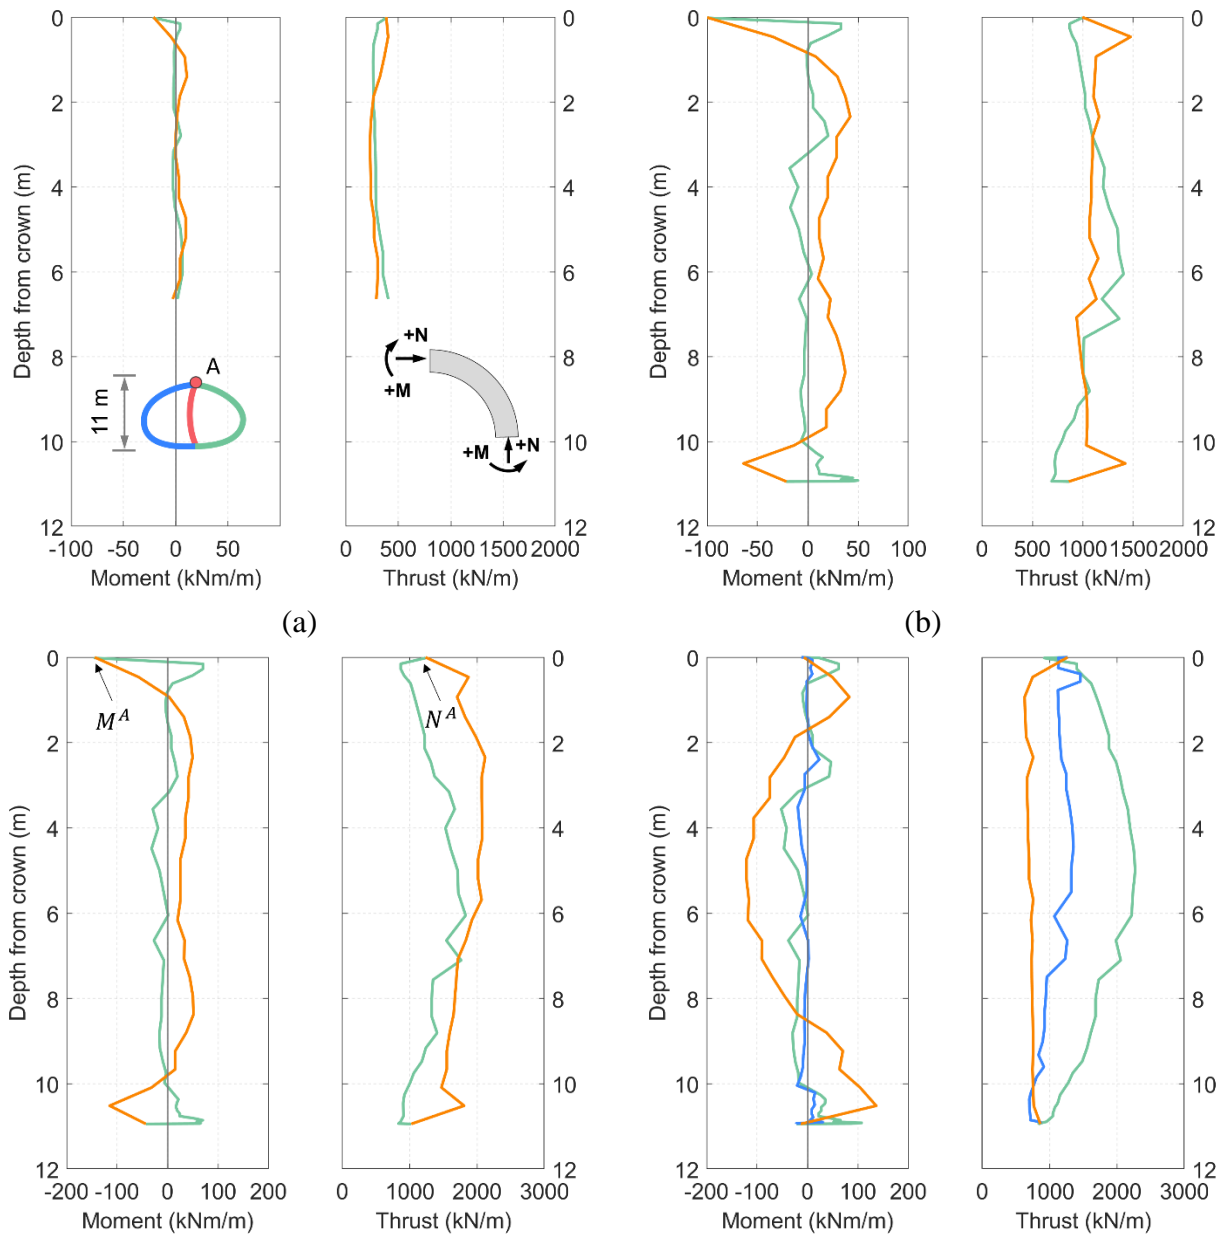 0
2
4
6
8
10
12
Depth from crown (m)
-100 -50 0 50
Moment (kNm/m)
A
11 m
0
2
4
6
8
10
12
0 500 1000 1500 2000
Thrust (kN/m)
+N
+M
+N
+M
(a)
0
2
4
6
8
10
12
Depth from crown (m)
-100 -50 0 50 100
Moment (kNm/m)
0
2
4
6
8
10
12
0 500 1000 1500 2000
Thrust (kN/m)
(b)
0
2
4
6
8
10
12
Depth from crown (m)
-200 -100 0 100 200
Moment (kNm/m)
M^A
0
2
4
6
8
10
12
0 1000 2000 3000
Thrust (kN/m)
N^A
0
2
4
6
8
10
12
Depth from crown (m)
-200 -100 0 100 200
Moment (kNm/m)
0
2
4
6
8
10
12
0 1000 2000 3000
Thrust (kN/m)